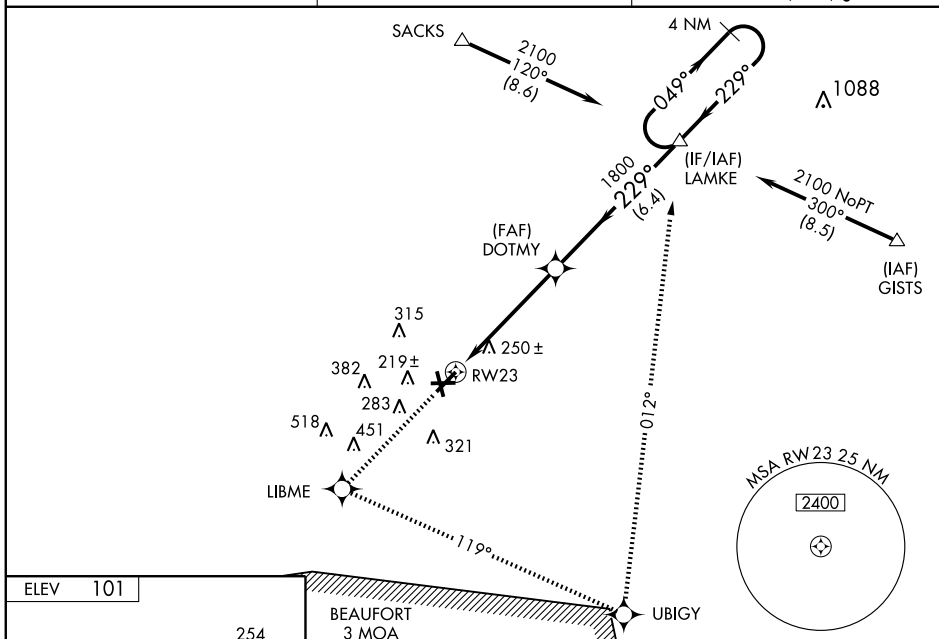 4 NM
SACKS
2100
120°
(8.6)
049°
229°
1088
(IF/IAF)
LAMKE
1800
229°
(6.4)
2100 NoPT
300°
(8.5)
(FAF)
DOTMY
(IAF)
GISTS
315
250±
382
219±
RW23
283
518
451
321
012°
MSA RW23 25 NM
2400
LIBME
119°
UBIGY
BEAUFORT
3 MOA
ELEV 101
254